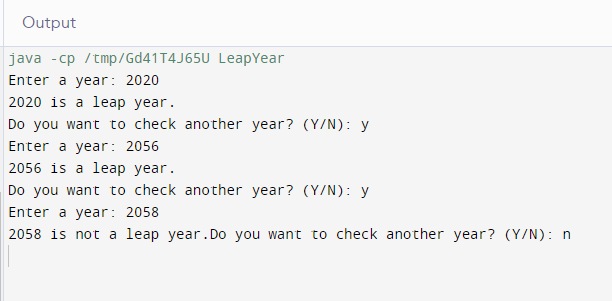 Output
java -cp /tmp/Gd41T4J65U LeapYear
Enter a year: 2020
2020 is a leap year.
Do you want to check another year? (Y/N): y
Enter a year: 2056
2056 is a leap year.
Do you want to check another year? (Y/N): y
Enter a year: 2058
2058 is not a leap year.Do you want to check another year? (Y/N): n